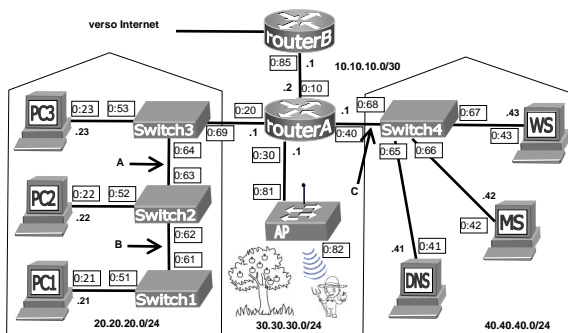 verso Internet
routerB
0:85
.1
10.10.10.0/30
.2
0:10
PC3
0:23
0:53
.23
Switch3
0:20
0:69
.1
routerA
.1
0:40
0:68
Switch4
0:67
.43
0:43
WS
A
0:64
0:63
0:30
.1
C
0:65
0:66
PC2
0:22
0:52
.22
Switch2
0:81
AP
0:82
.42
0:42
MS
B
0:62
0:61
PC1
0:21
0:51
.21
Switch1
.41
0:41
DNS
20.20.20.0/24
30.30.30.0/24
40.40.40.0/24